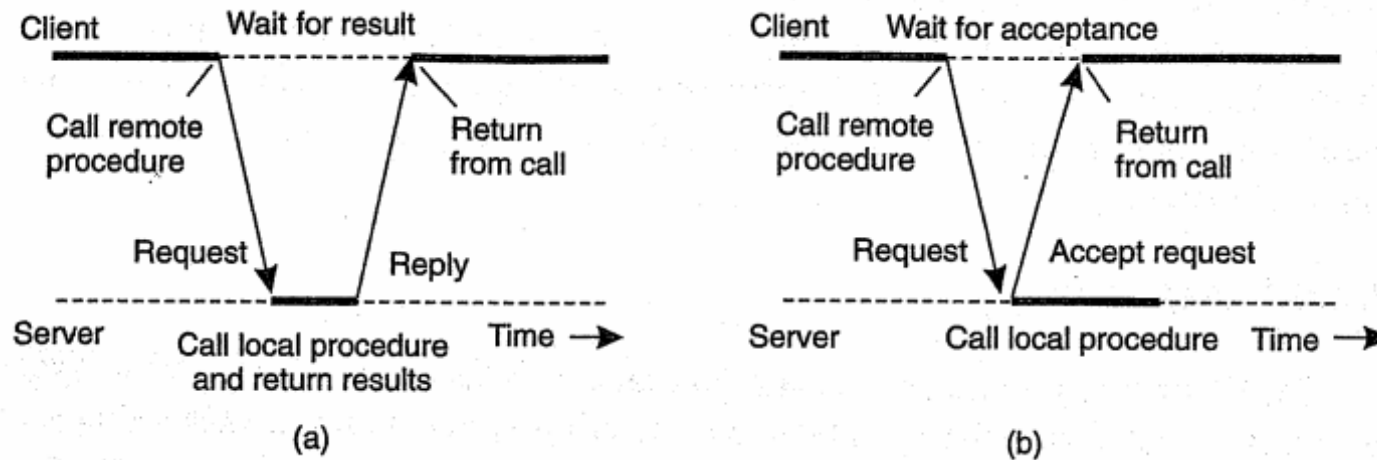 Client Wait for result
Call remote
procedure
Return
from call
Request
Reply
Server
Call local procedure
and return results
Time
(a)
Client Wait for acceptance
Call remote
procedure
Return
from call
Request
Accept request
Server
Call local procedure
Time
(b)